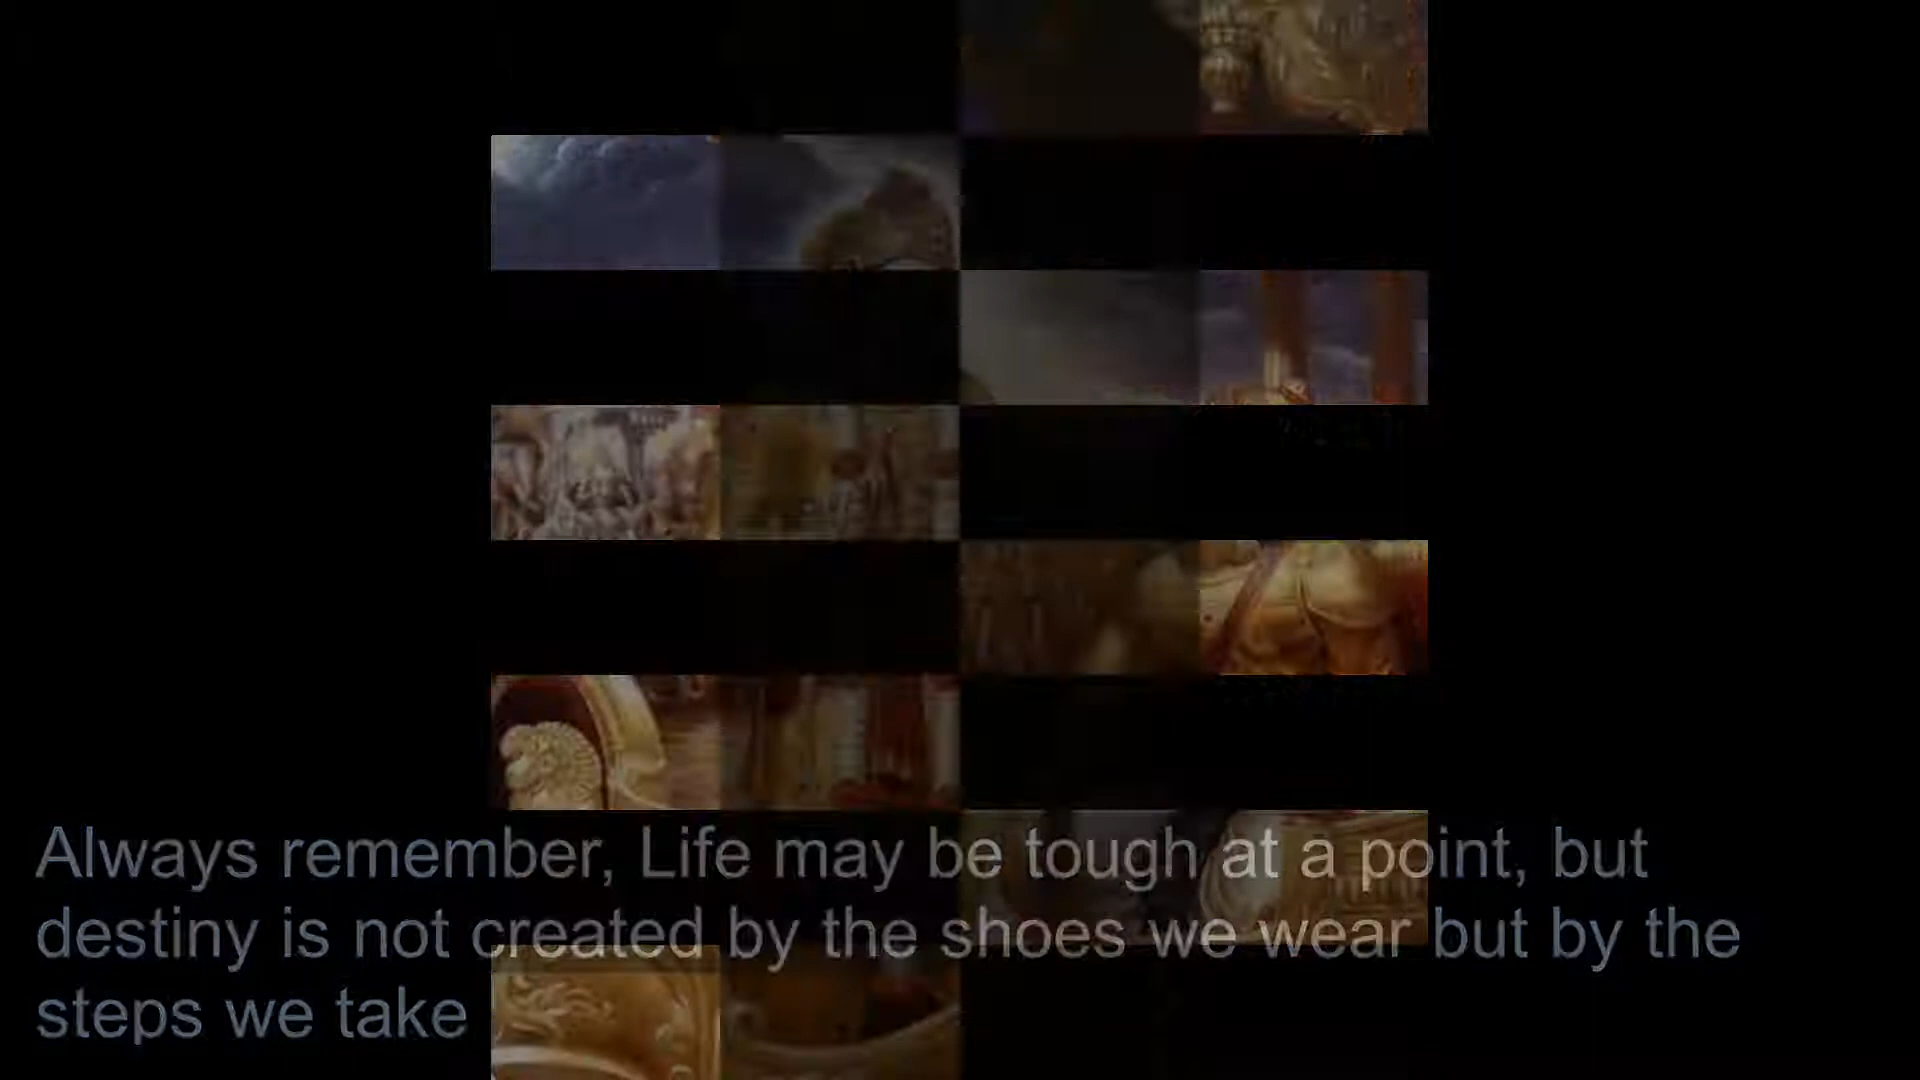 Always remember, Life may be tough at a point, but
destiny is not created by the shoes we wear but by the
steps we take